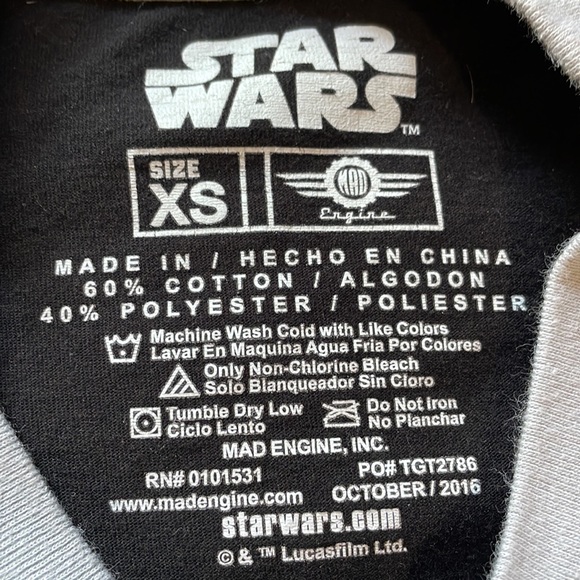 STAR
WARS™
SIZE
XS
MAD
Engine
MADE IN / HECHO EN CHINA
60% COTTON / ALGODON
40% POLYESTER / POLIESTER
Machine Wash Cold with Like Colors
Lavar En Maquina Agua Fria Por Colores
Only Non-Chlorine Bleach
Solo Blanqueador Sin Cloro
Tumble Dry Low
Ciclo Lento
Do Not Iron
No Planchar
MAD ENGINE, INC.
RN# 0101531 PO# TGT2786
www.madengine.com OCTOBER / 2016
starwars.com
© & ™ Lucasfilm Ltd.